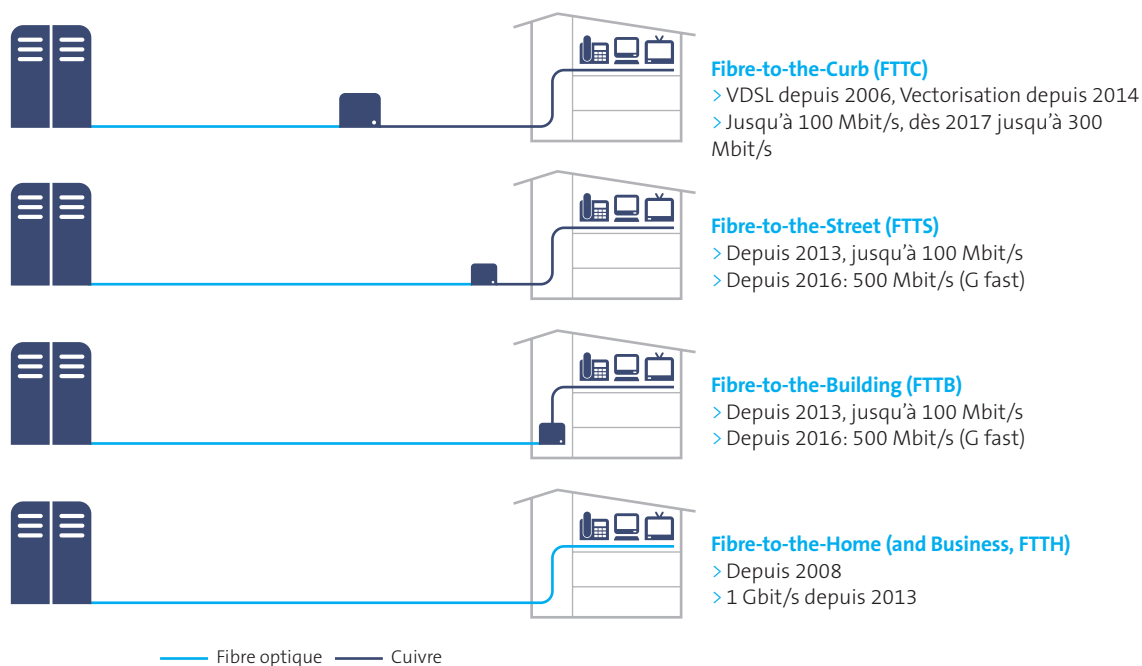 Fibre-to-the-Curb (FTTC)
> VDSL depuis 2006, Vectorisation depuis 2014
> Jusqu'à 100 Mbit/s, dès 2017 jusqu'à 300
Mbit/s
Fibre-to-the-Street (FTTS)
> Depuis 2013, jusqu'à 100 Mbit/s
> Depuis 2016: 500 Mbit/s (G fast)
Fibre-to-the-Building (FTTB)
> Depuis 2013, jusqu'à 100 Mbit/s
> Depuis 2016: 500 Mbit/s (G fast)
Fibre-to-the-Home (and Business, FTTH)
> Depuis 2008
> 1 Gbit/s depuis 2013
Fibre optique
Cuivre